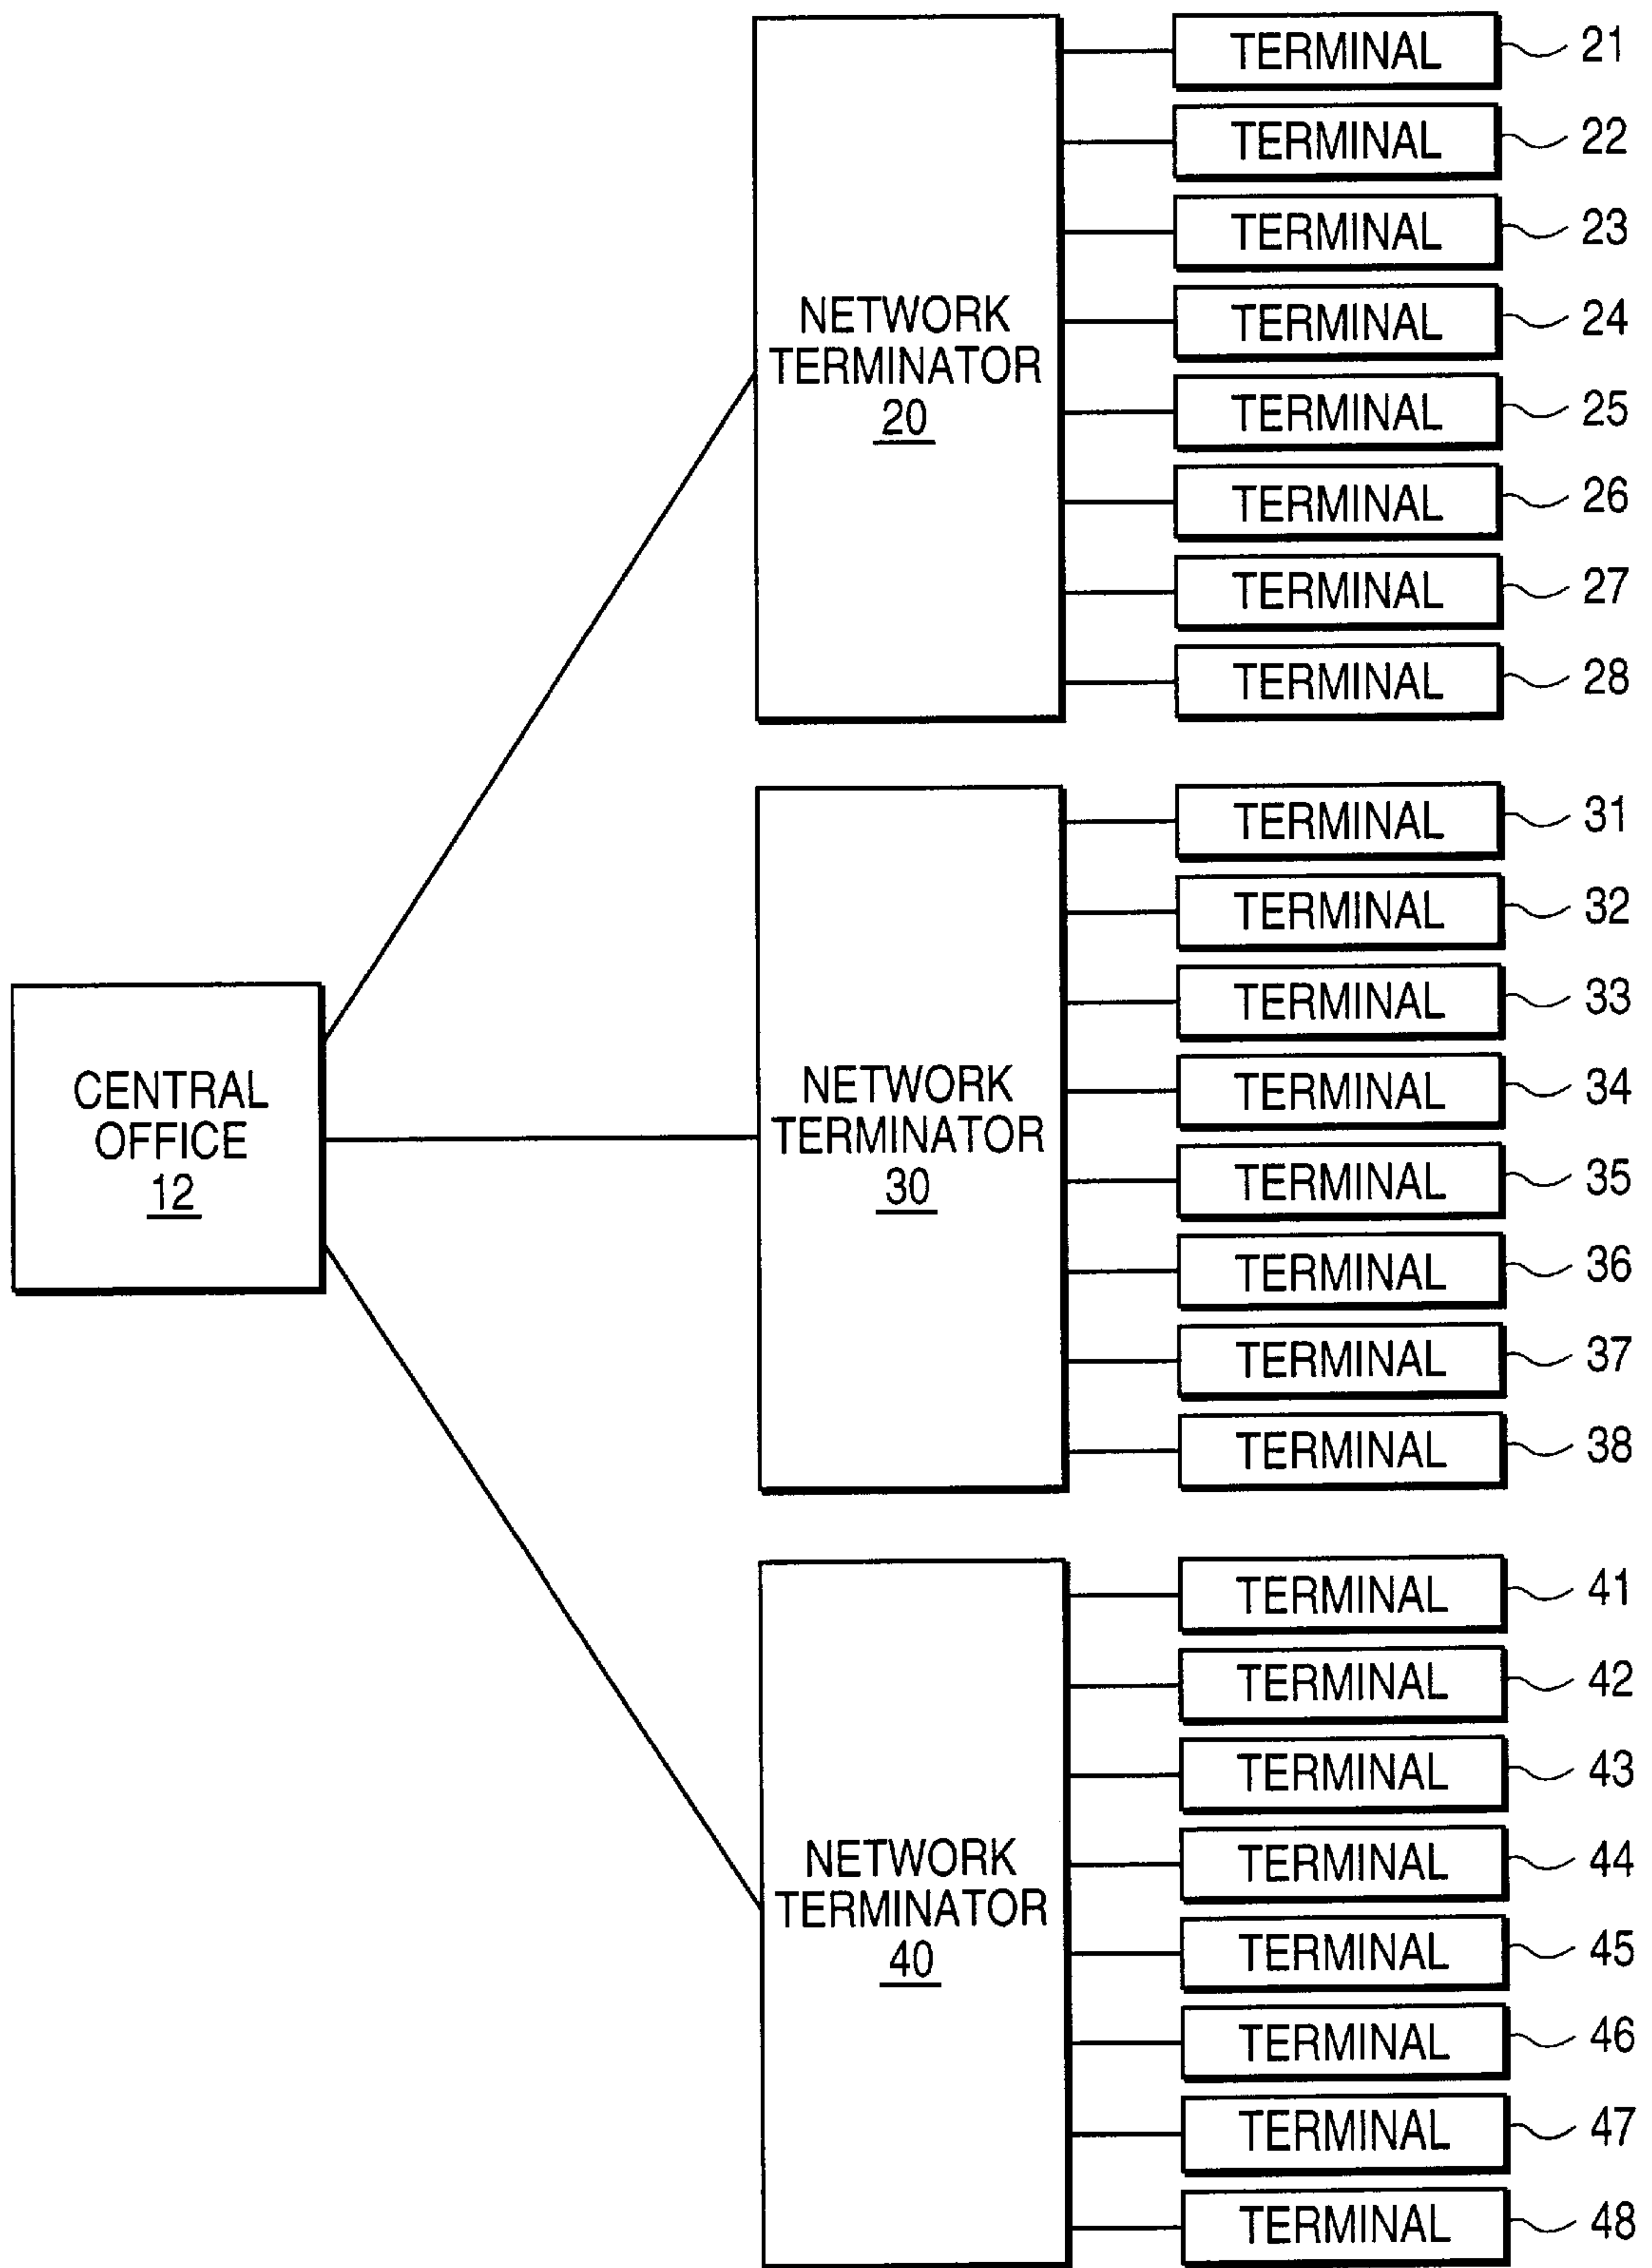 TERMINAL 21
TERMINAL 22
TERMINAL 23
TERMINAL 24
TERMINAL 25
TERMINAL 26
TERMINAL 27
TERMINAL 28
NETWORK
TERMINATOR
20
TERMINAL 31
TERMINAL 32
TERMINAL 33
TERMINAL 34
TERMINAL 35
TERMINAL 36
TERMINAL 37
TERMINAL 38
NETWORK
TERMINATOR
30
CENTRAL
OFFICE
12
TERMINAL 41
TERMINAL 42
TERMINAL 43
TERMINAL 44
TERMINAL 45
TERMINAL 46
TERMINAL 47
TERMINAL 48
NETWORK
TERMINATOR
40